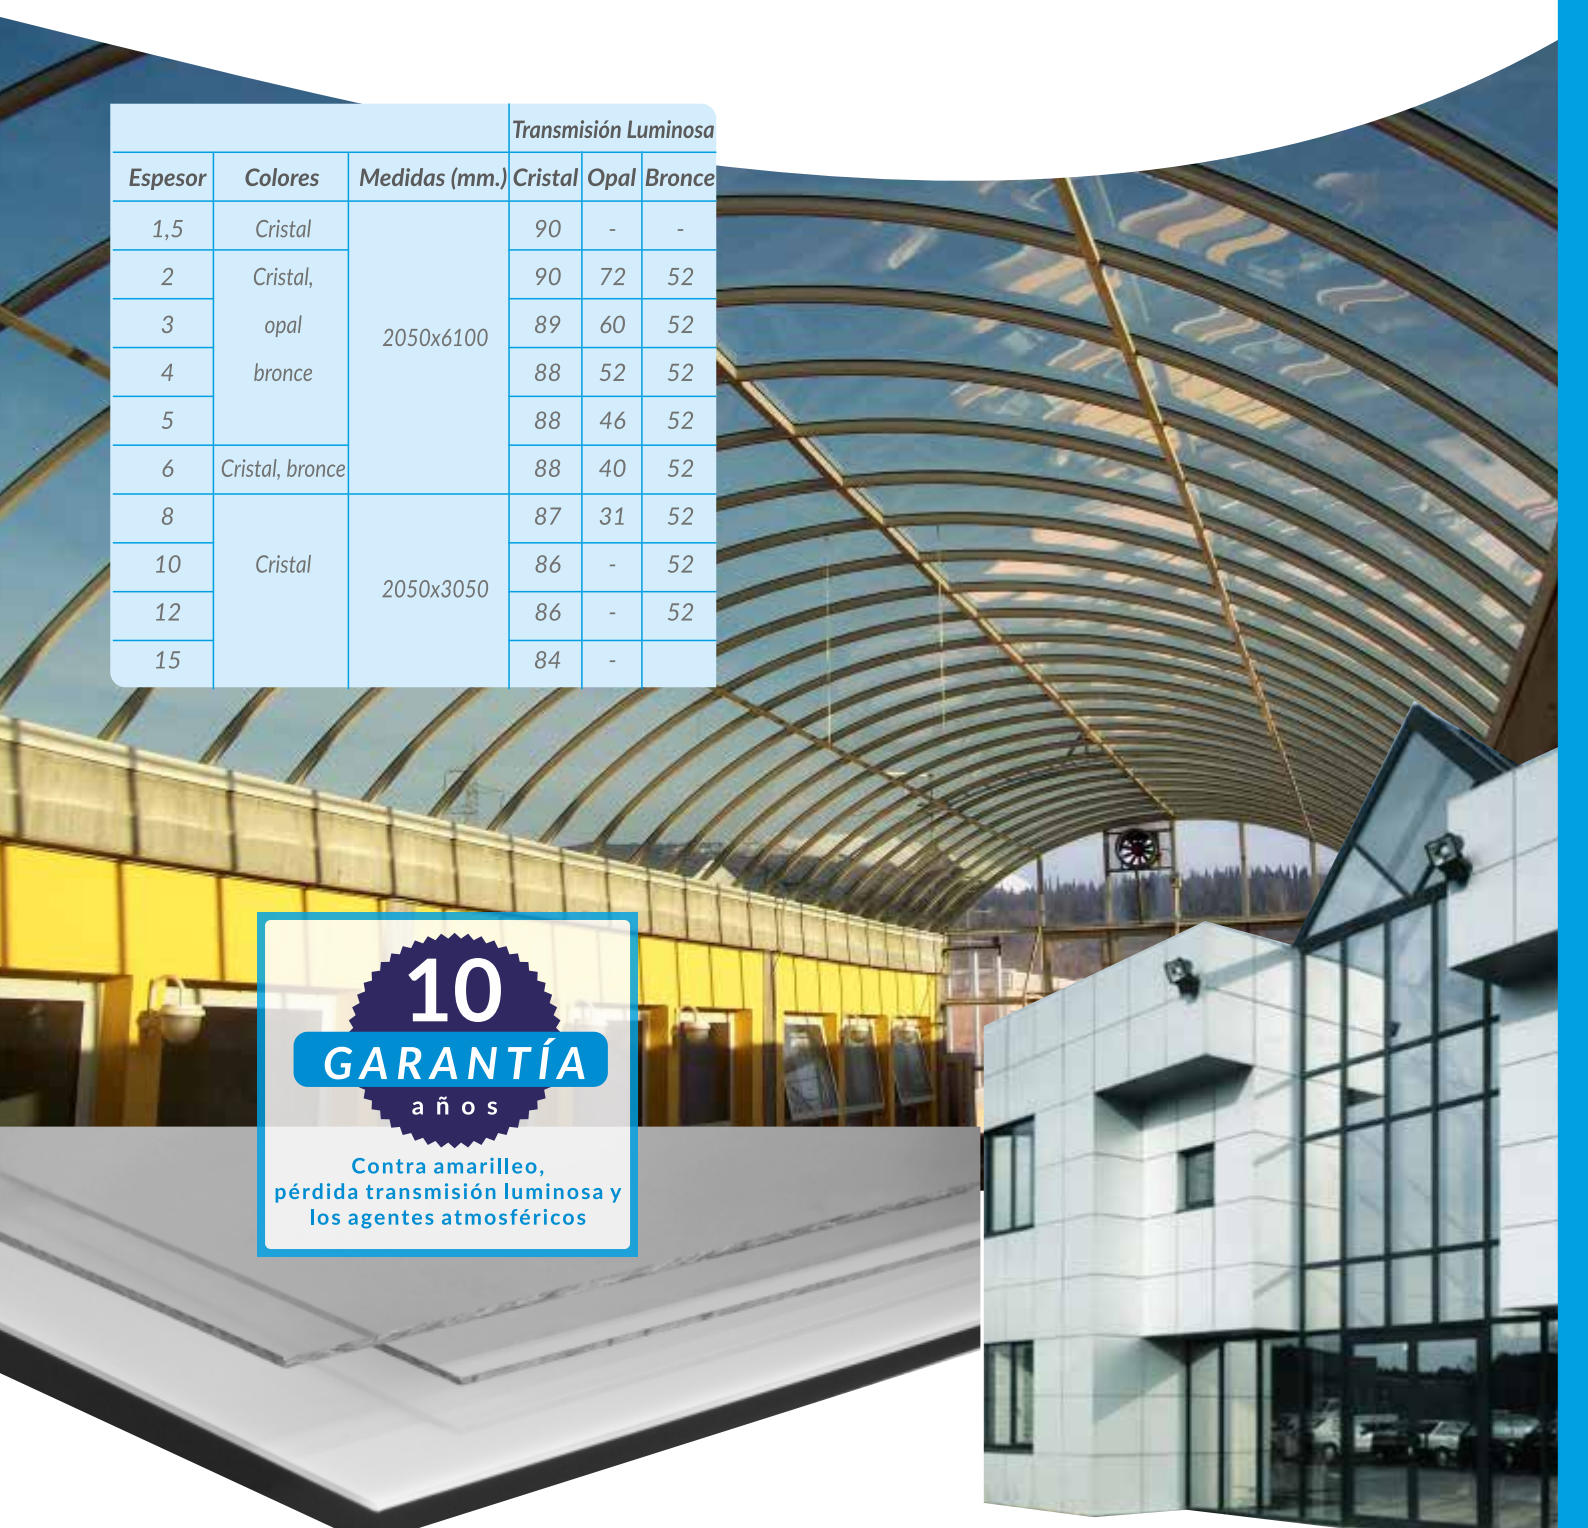 Transmisión Luminosa
Espesor Colores Medidas (mm.) Cristal Opal Bronce
1,5 Cristal 90 - -
2 Cristal, 90 72 52
3 opal 89 60 52
2050x6100
4 bronce 88 52 52
5 88 46 52
6 Cristal, bronce 88 40 52
8 87 31 52
10 Cristal 86 - 52
2050x3050
12 86 - 52
15 84 -
10
GARANTÍA
años
Contra amarilleo,
pérdida transmisión luminosa y
los agentes atmosféricos